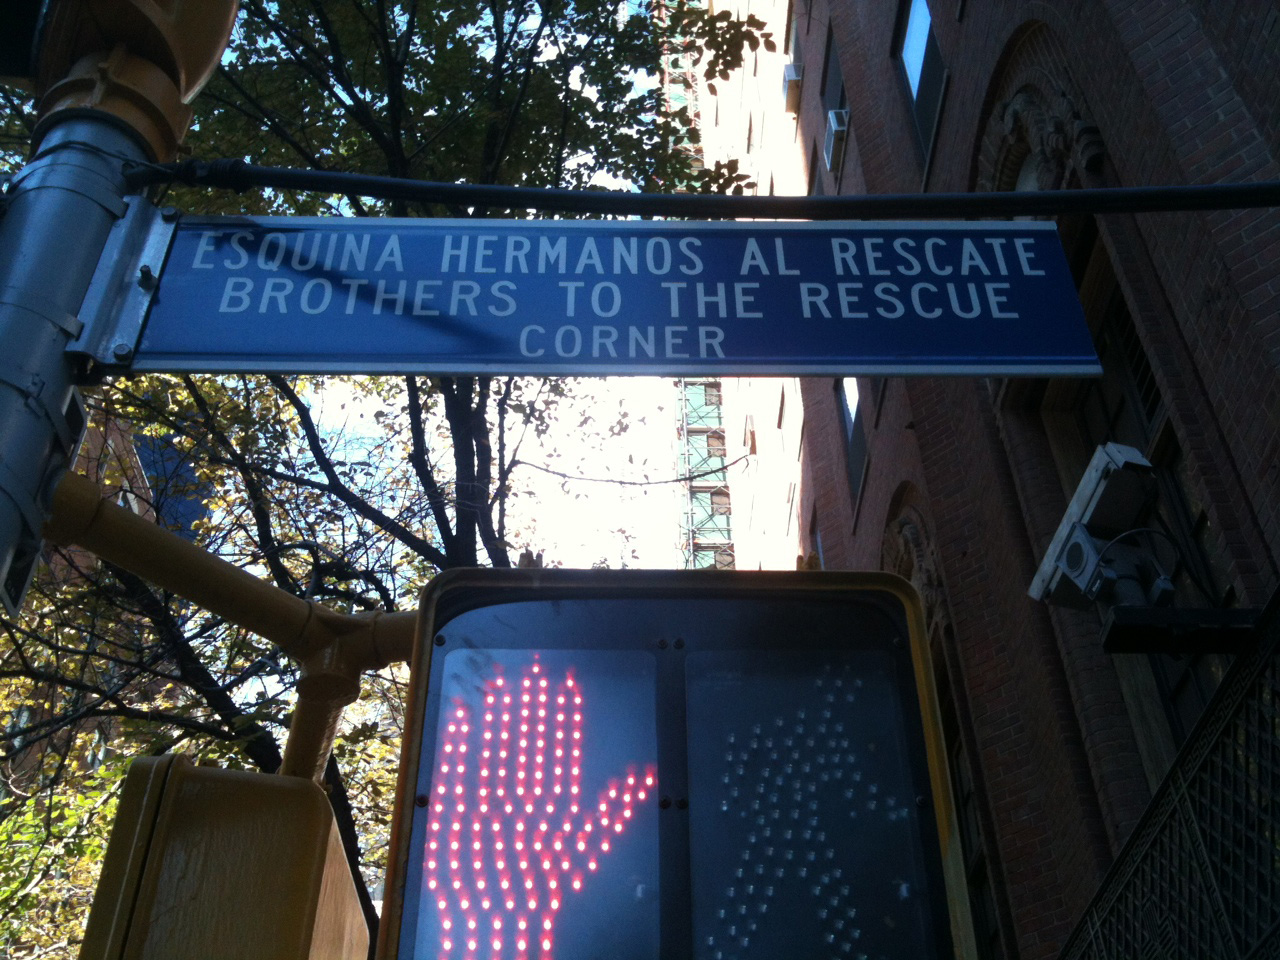 ESQUINA HERMANOS AL RESCATE
BROTHERS TO THE RESCUE
CORNER